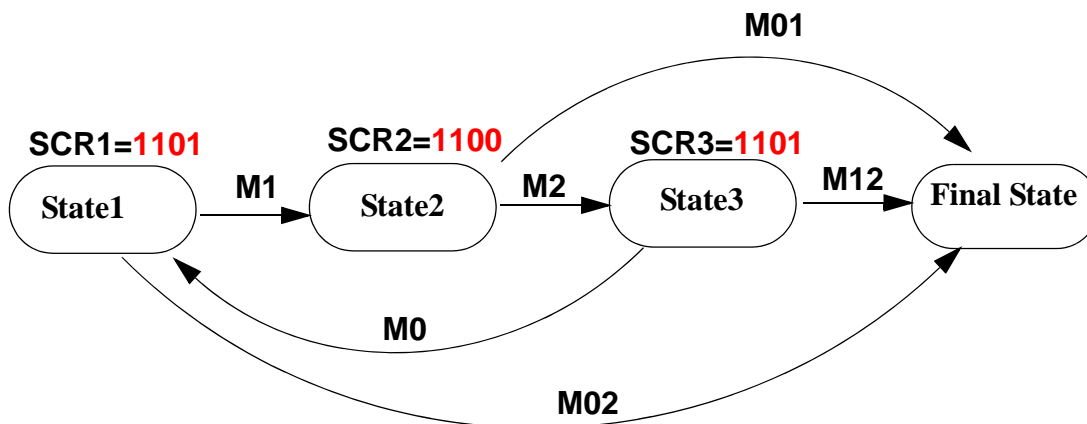 M01
SCR1=1101
SCR2=1100
SCR3=1101
State1
M1
State2
M2
State3
M12
Final State
M0
M02